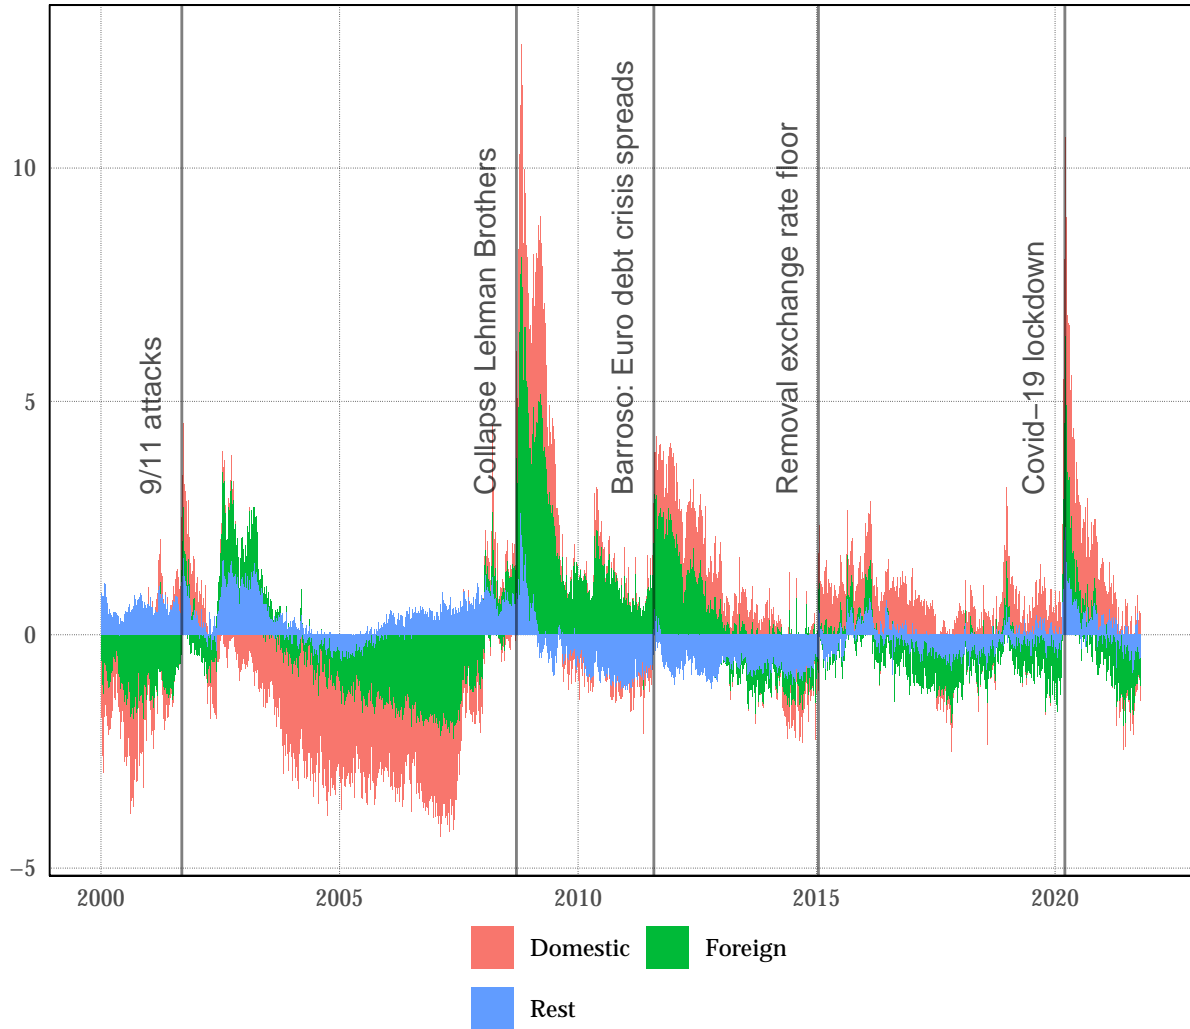 10
5
0
−5
9/11 attacks
Collapse Lehman Brothers
Barroso: Euro debt crisis spreads
Removal exchange rate floor
Covid−19 lockdown
2000
2005
2010
2015
2020
Domestic
Foreign
Rest